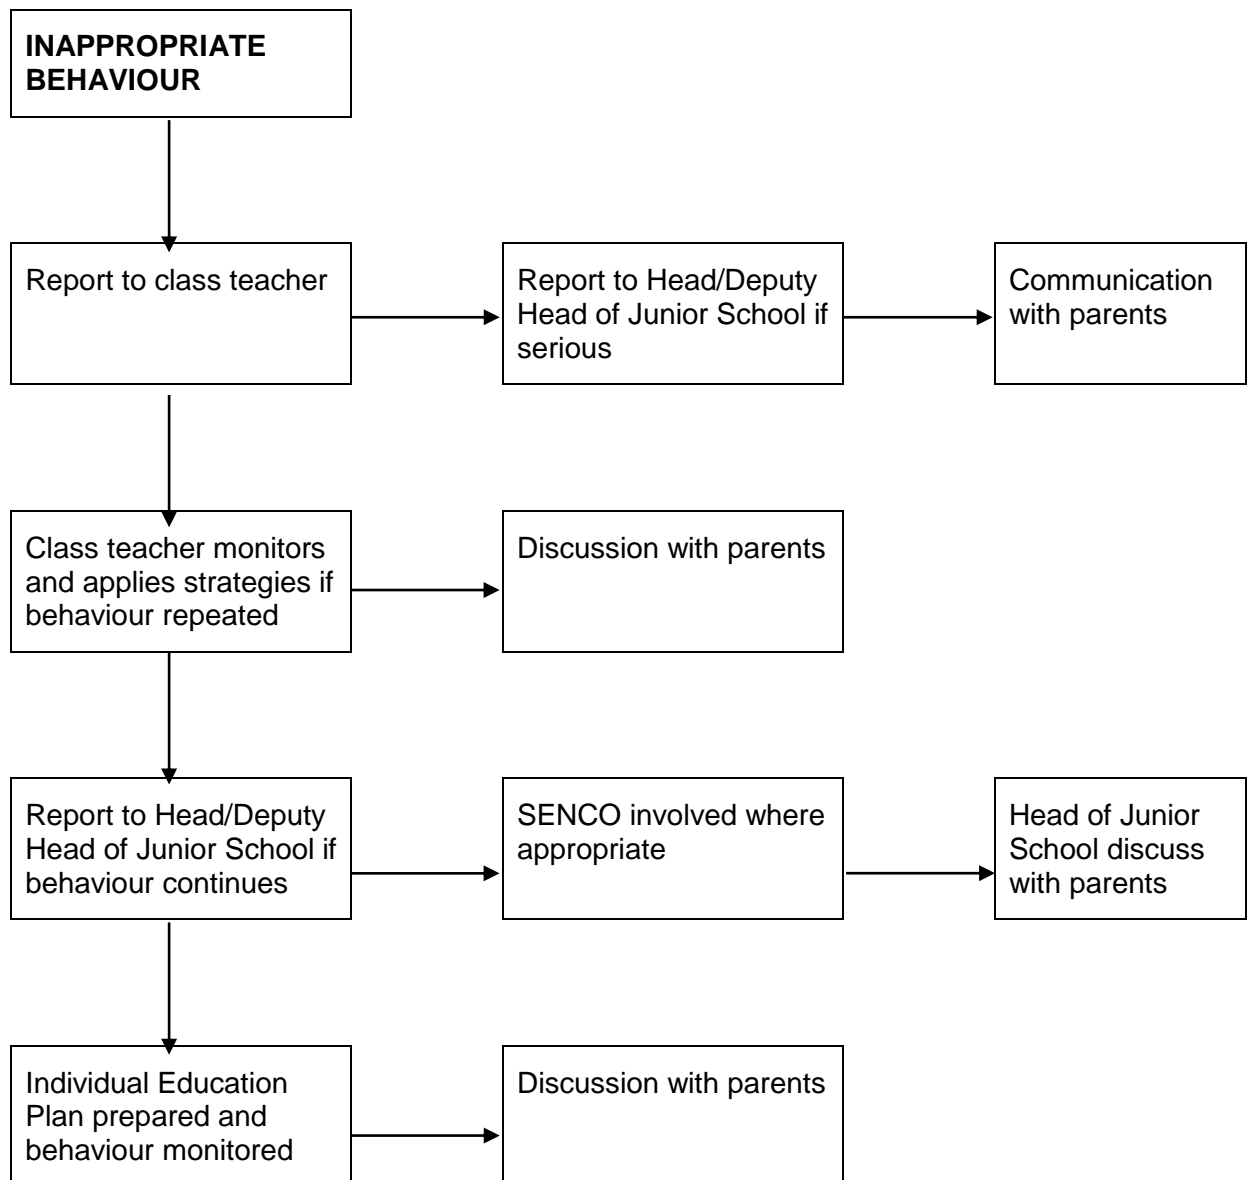 INAPPROPRIATE
BEHAVIOUR
Report to class teacher
Report to Head/Deputy
Head of Junior School if
serious
Communication
with parents
Class teacher monitors
and applies strategies if
behaviour repeated
Discussion with parents
Report to Head/Deputy
Head of Junior School if
behaviour continues
SENCO involved where
appropriate
Head of Junior
School discuss
with parents
Individual Education
Plan prepared and
behaviour monitored
Discussion with parents